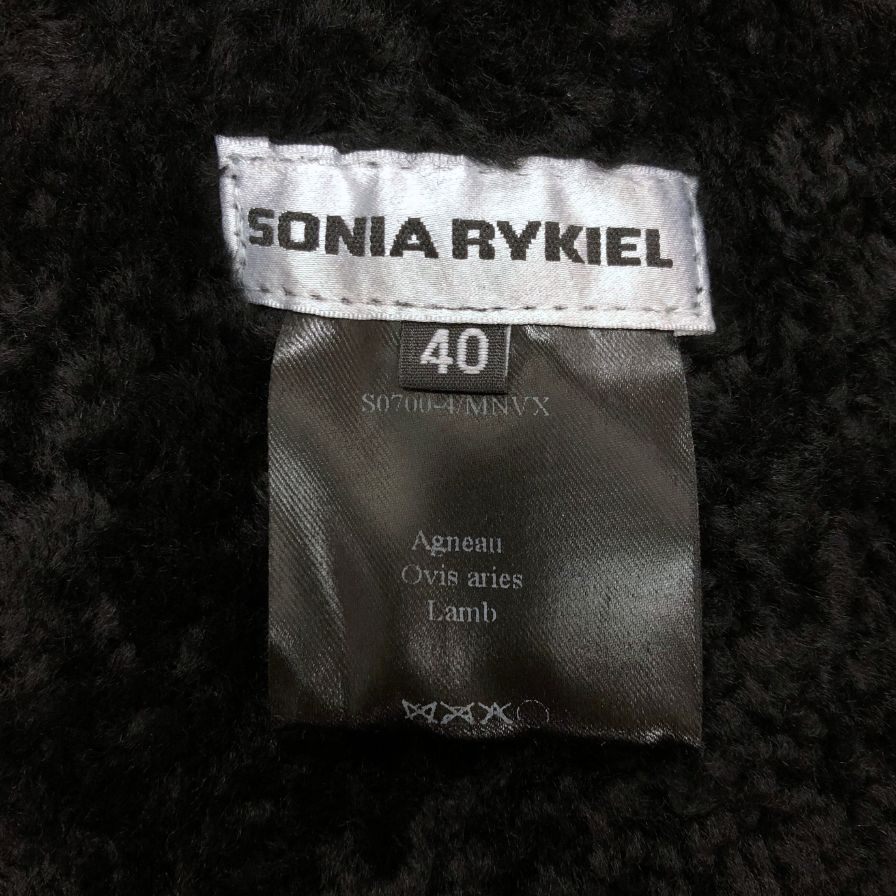 SONIA RYKIEL
40
S0700-4/MNVX
Agneau
Ovis aries
Lamb